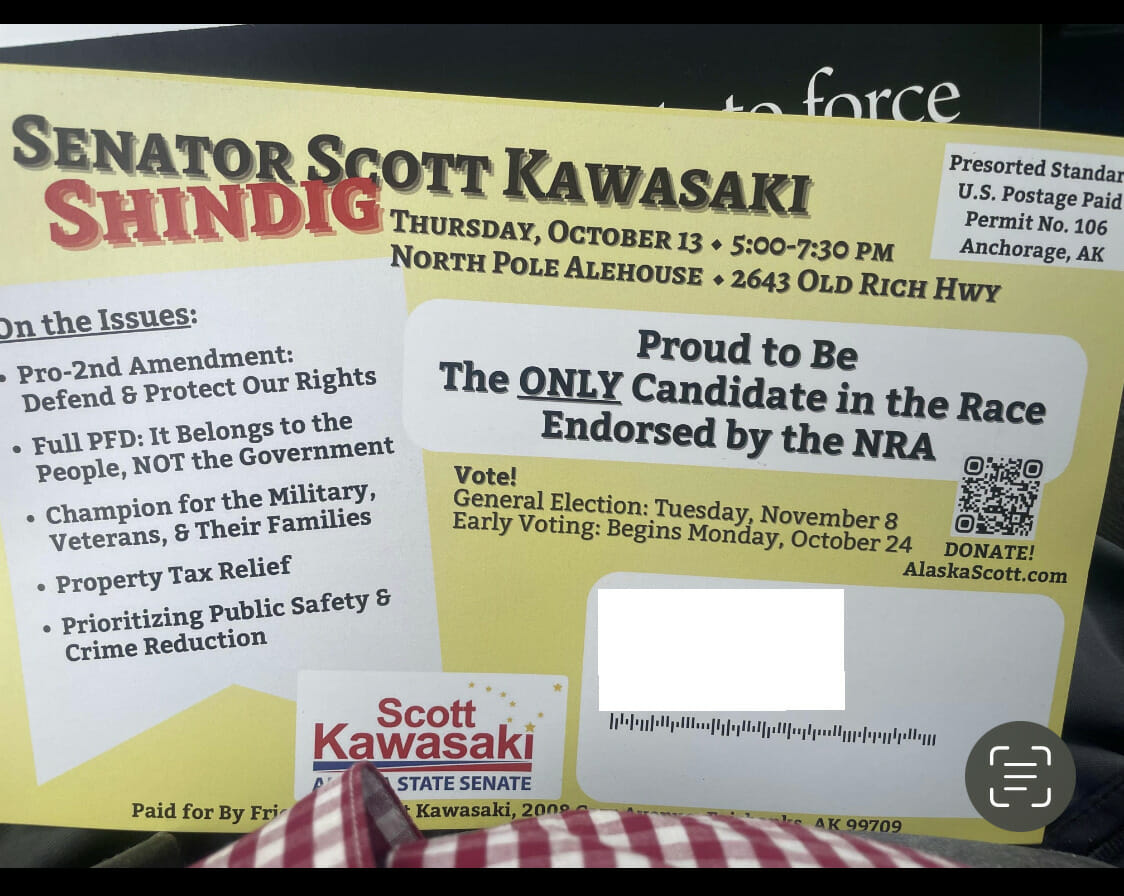 force
SENATOR SCOTT KAWASAKI
SHINDIG
THURSDAY, OCTOBER 13 • 5:00-7:30 PM
NORTH POLE ALEHOUSE • 2643 OLD RICH HWY
Presorted Standar
U.S. Postage Paid
Permit No. 106
Anchorage, AK
On the Issues:
• Pro-2nd Amendment:
Defend & Protect Our Rights
• Full PFD: It Belongs to the
People, NOT the Government
• Champion for the Military,
Veterans, & Their Families
• Property Tax Relief
• Prioritizing Public Safety &
Crime Reduction
Proud to Be
The ONLY Candidate in the Race
Endorsed by the NRA
Vote!
General Election: Tuesday, November 8
Early Voting: Begins Monday, October 24
DONATE!
AlaskaScott.com
Scott
Kawasaki
STATE SENATE
Paid for By Kawasaki, AK 99709